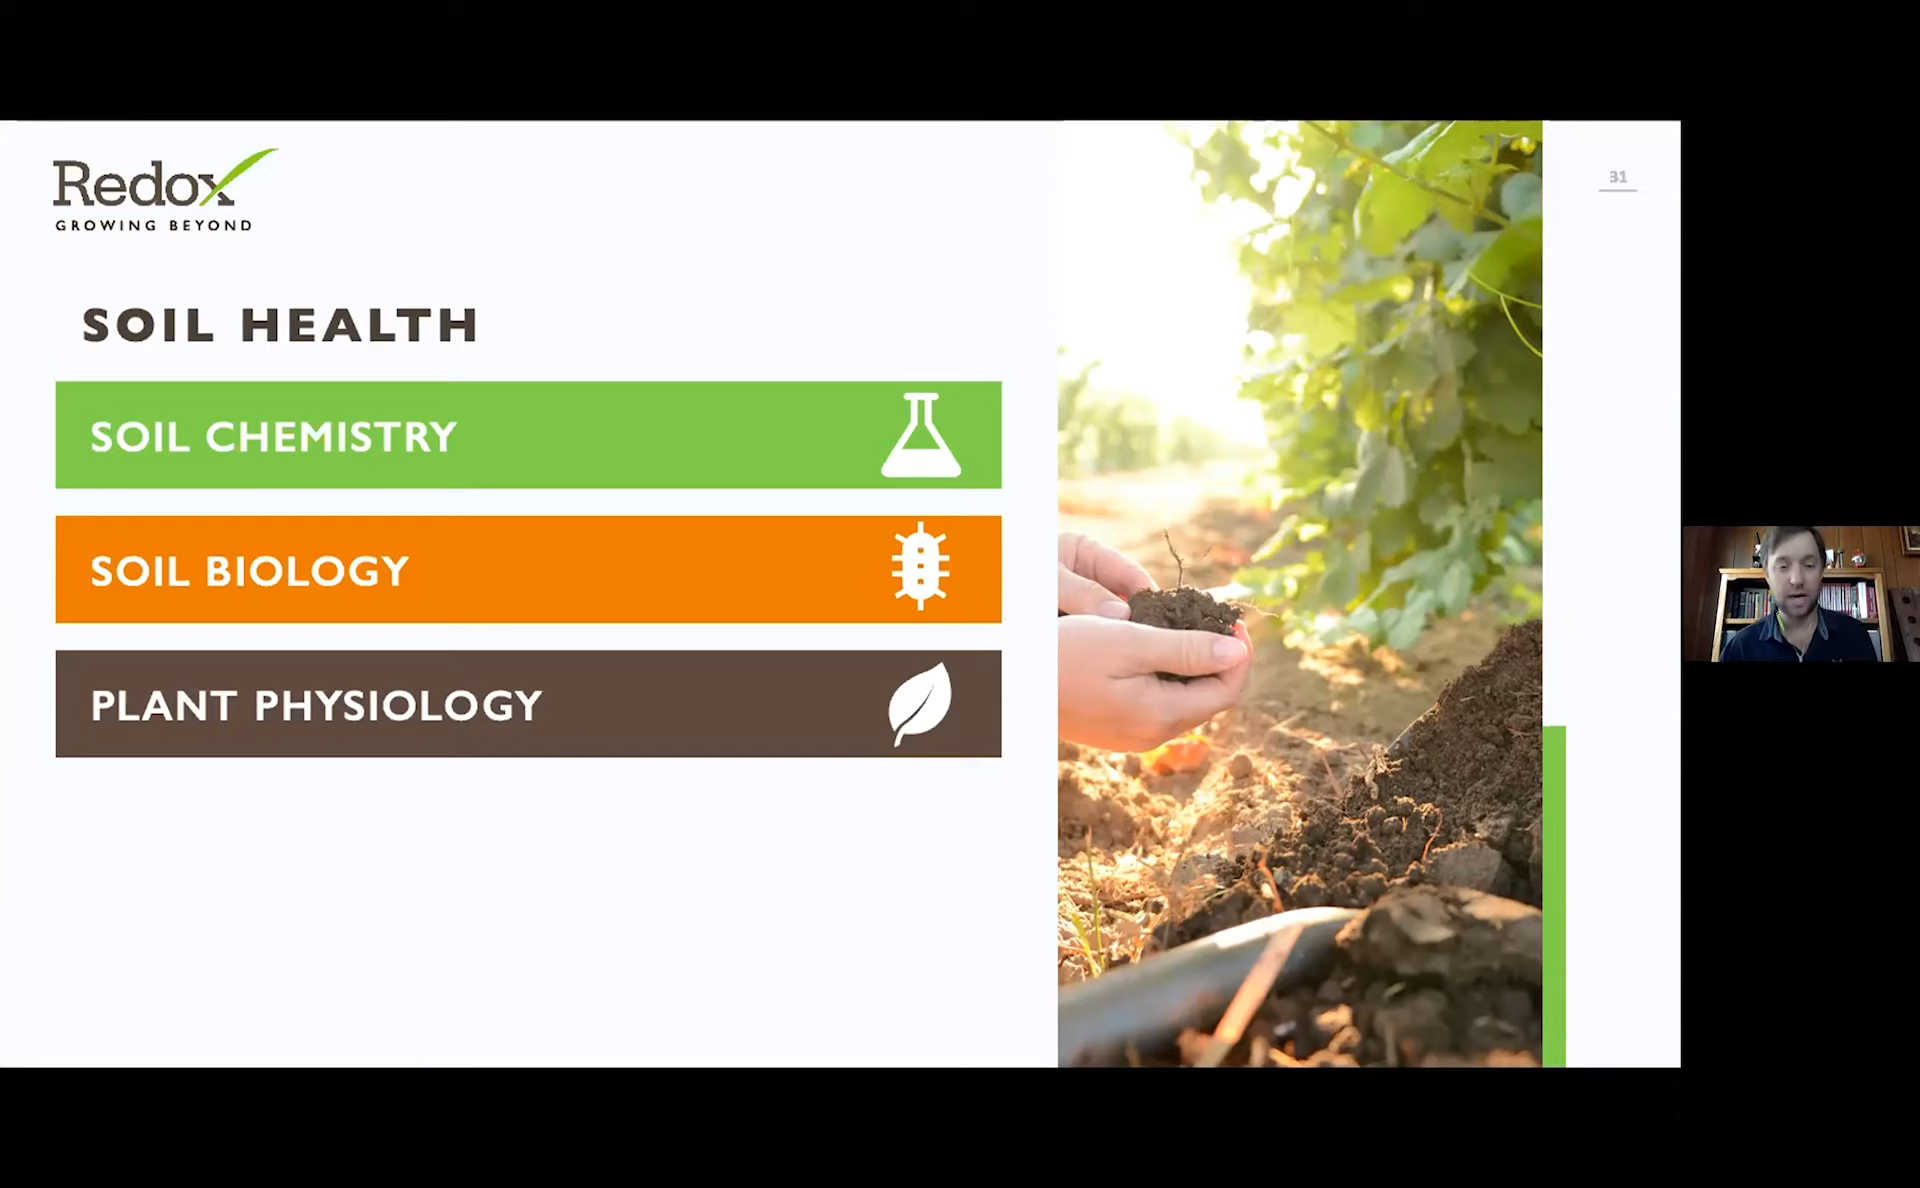 Redox
GROWING BEYOND
31
SOIL HEALTH
SOIL CHEMISTRY
SOIL BIOLOGY
PLANT PHYSIOLOGY